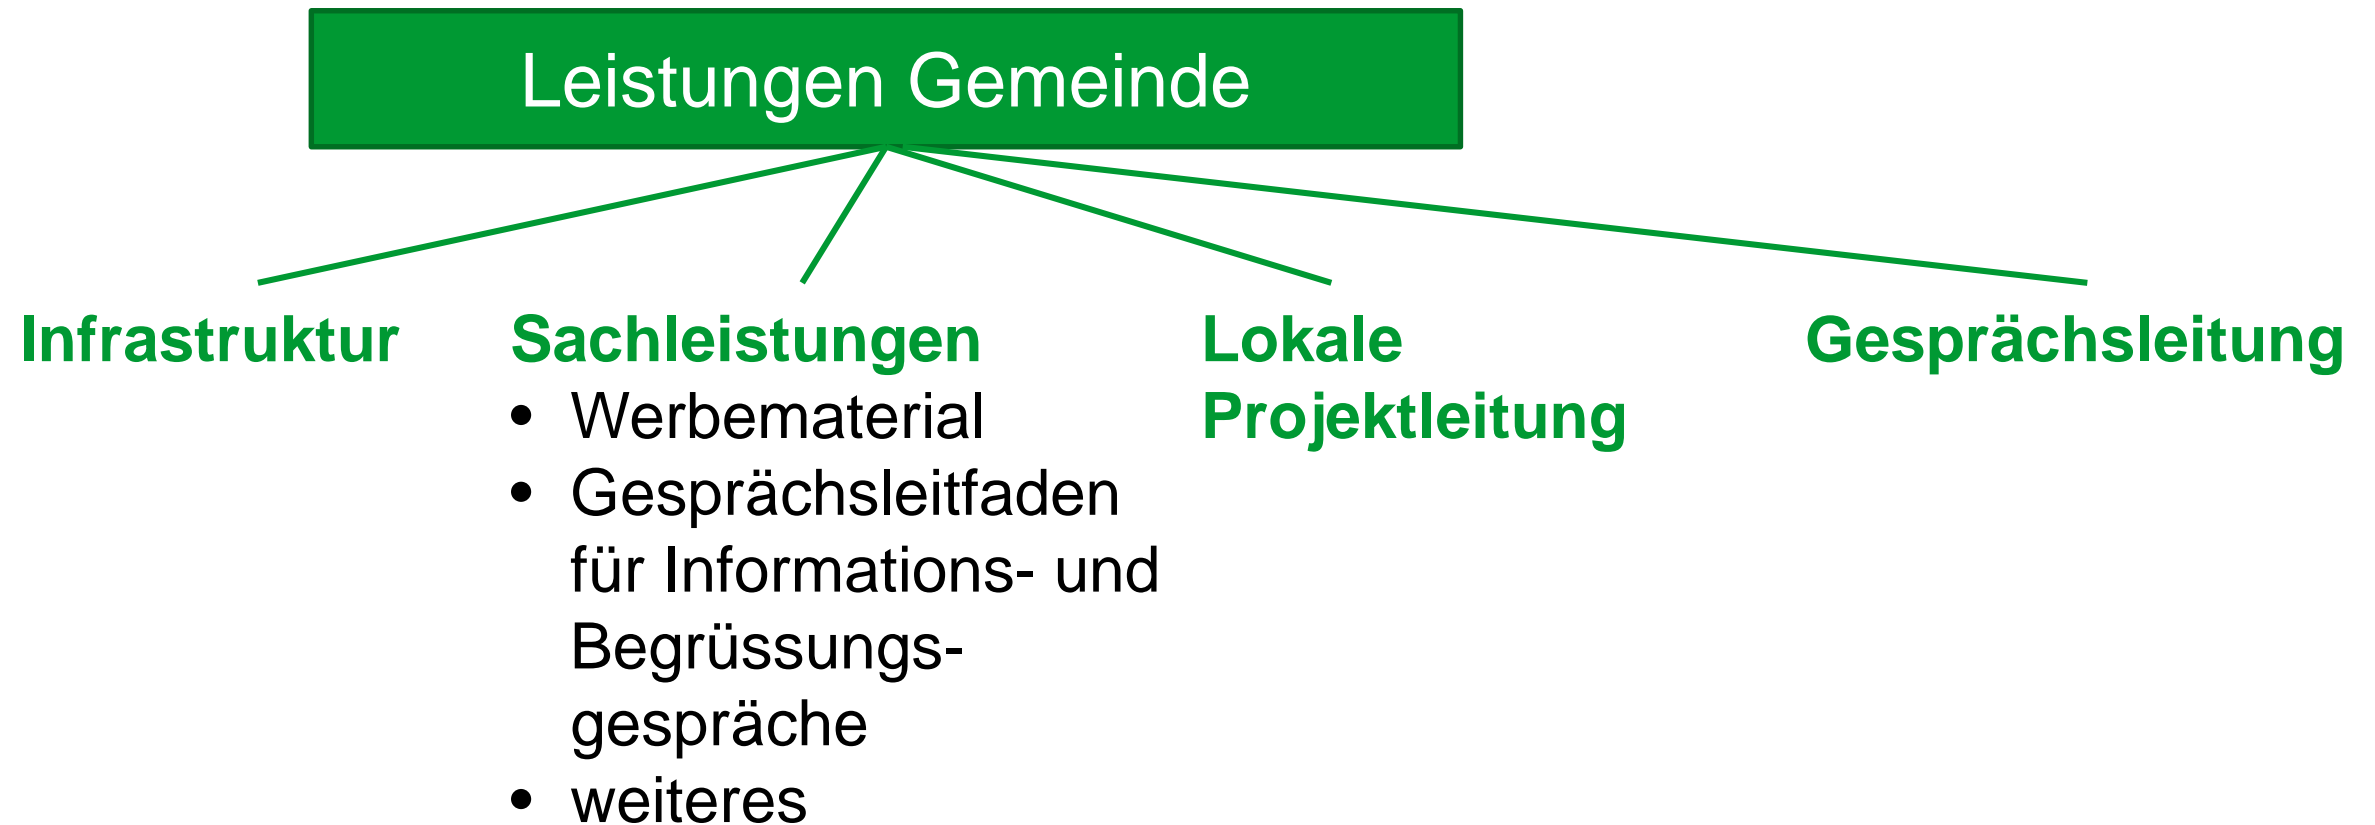 Leistungen Gemeinde
Infrastruktur
Sachleistungen
• Werbematerial
• Gesprächsleitfaden
für Informations- und
Begrüssungs-
gespräche
• weiteres
Lokale
Projektleitung
Gesprächsleitung